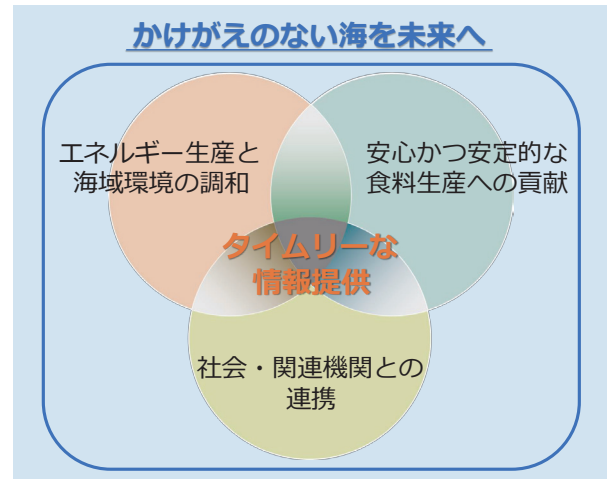 かけがえのない海を未来へ
エネルギー生産と
海域環境の調和
安心かつ安定的な
食料生産への貢献
タイムリーな
情報提供
社会・関連機関との
連携